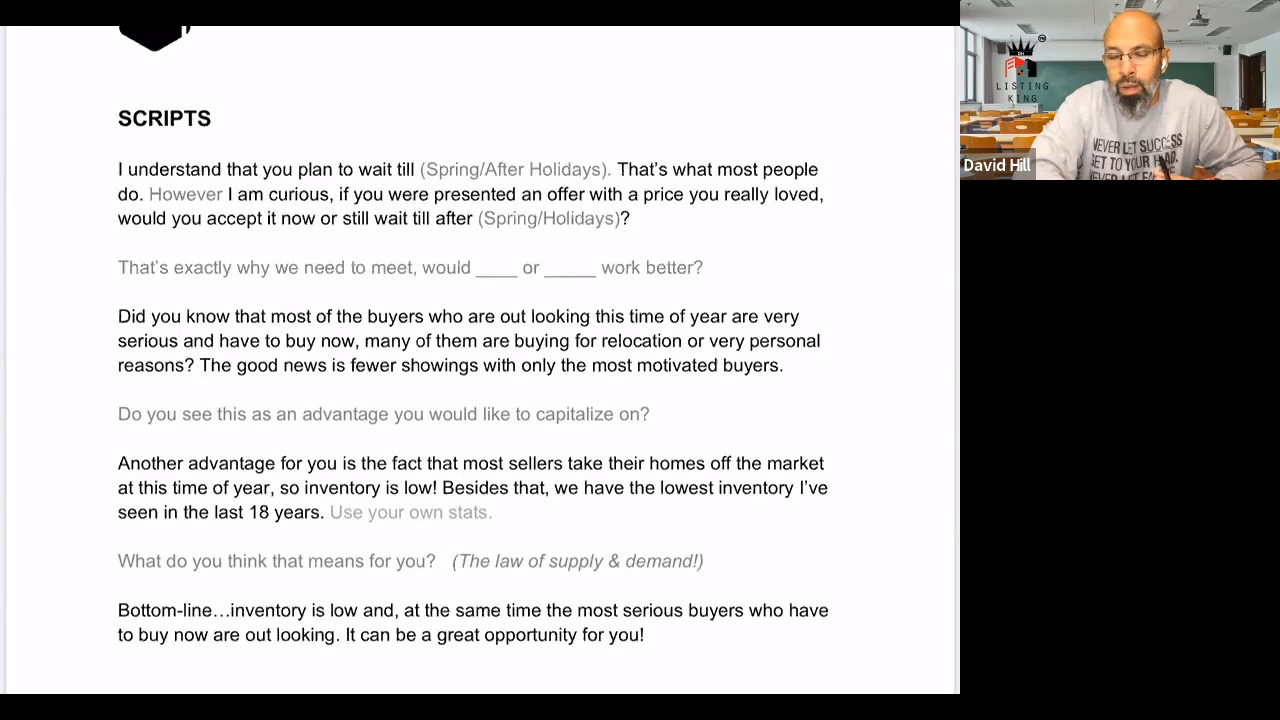 SCRIPTS
I understand that you plan to wait till (Spring/After Holidays). That's what most people
do. However I am curious, if you were presented an offer with a price you really loved,
would you accept it now or still wait till after (Spring/Holidays)?
That's exactly why we need to meet, would ____ or _____ work better?
Did you know that most of the buyers who are out looking this time of year are very
serious and have to buy now, many of them are buying for relocation or very personal
reasons? The good news is fewer showings with only the most motivated buyers.
Do you see this as an advantage you would like to capitalize on?
Another advantage for you is the fact that most sellers take their homes off the market
at this time of year, so inventory is low! Besides that, we have the lowest inventory I've
seen in the last 18 years. Use your own stats.
What do you think that means for you? (The law of supply & demand!)
Bottom-line…inventory is low and, at the same time the most serious buyers who have
to buy now are out looking. It can be a great opportunity for you!
LISTING
KING
NEVER LET SUCCESS
GET TO YOUR HEAD.
NEVER LET
David Hill